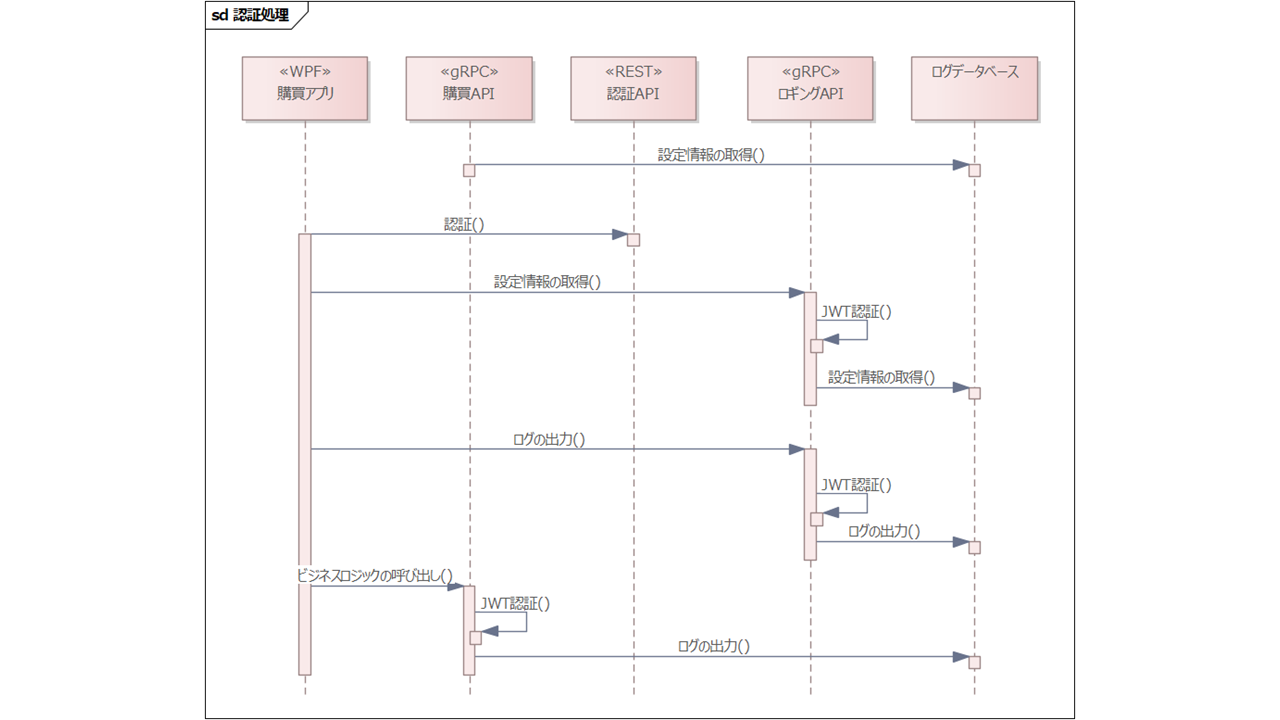 sd 認証処理
«WPF»
購買アプリ
«gRPC»
購買API
«REST»
認証API
«gRPC»
ロギングAPI
ログデータベース
設定情報の取得()
認証()
設定情報の取得()
JWT認証()
設定情報の取得()
ログの出力()
JWT認証()
ログの出力()
ビジネスロジックの呼び出し()
JWT認証()
ログの出力()